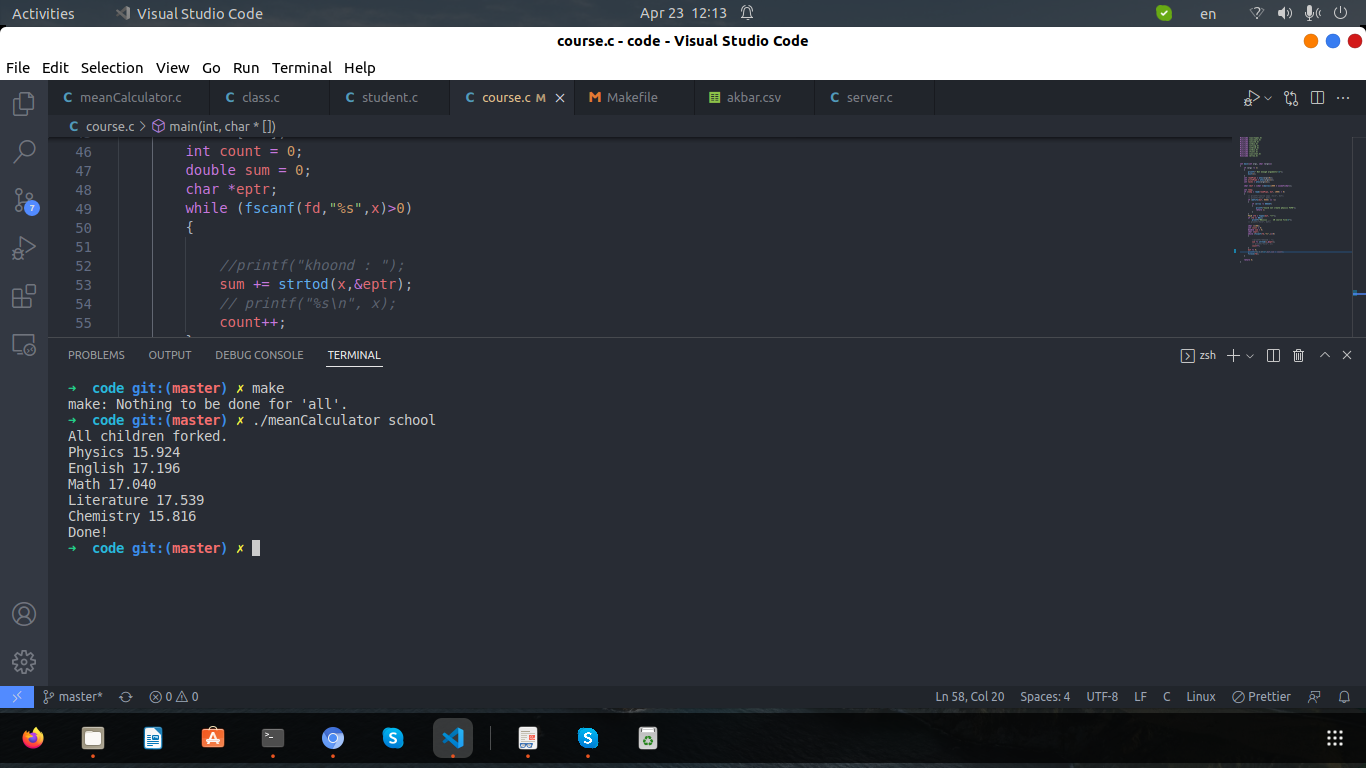 Activities Visual Studio Code Apr 23 12:13 en
course.c - code - Visual Studio Code
File Edit Selection View Go Run Terminal Help
meanCalculator.c class.c student.c course.c M Makefile akbar.csv server.c
course.c > main(int, char * [])
46 int count = 0;
47 double sum = 0;
48 char *eptr;
49 while (fscanf(fd,"%s",x)>0)
50 {
51
52 //printf("khoond : ");
53 sum += strtod(x,&eptr);
54 // printf("%s\n", x);
55 count++;
7
PROBLEMS OUTPUT DEBUG CONSOLE TERMINAL zsh
➜ code git:(master) ✗ make
make: Nothing to be done for 'all'.
➜ code git:(master) ✗ ./meanCalculator school
All children forked.
Physics 15.924
English 17.196
Math 17.040
Literature 17.539
Chemistry 15.816
Done!
➜ code git:(master) ✗
master* 0 0 Ln 58, Col 20 Spaces: 4 UTF-8 LF C Linux Prettier